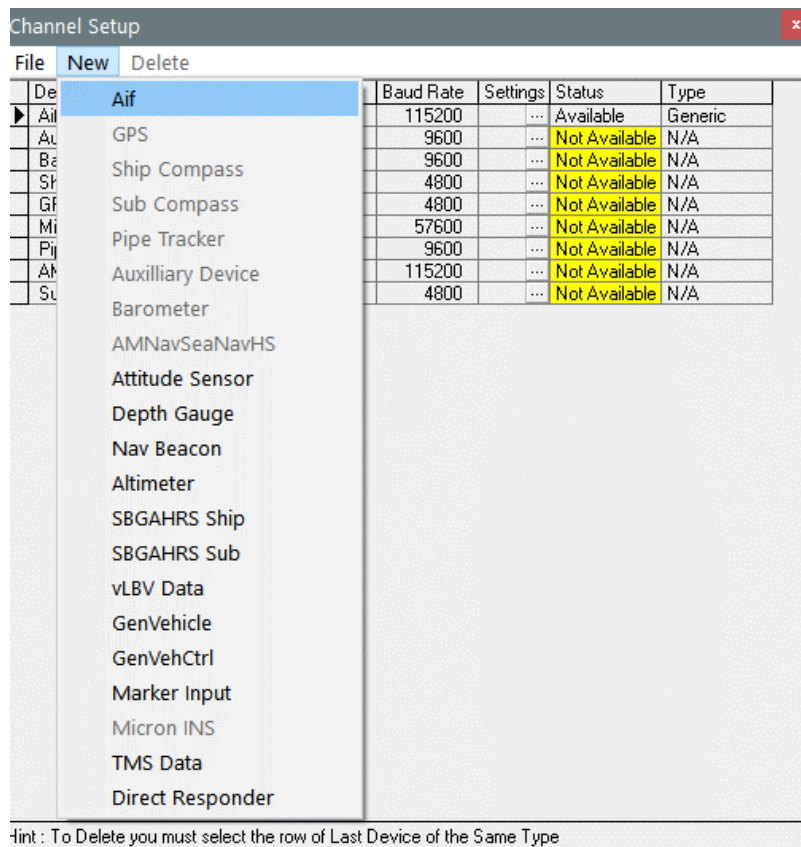 Channel Setup
x
File New Delete
De Baud Rate Settings Status Type
Aif
115200 ... Available Generic
GPS
9600 ... Not Available N/A
Ship Compass
9600 ... Not Available N/A
Sub Compass
4800 ... Not Available N/A
Pipe Tracker
4800 ... Not Available N/A
Auxilliary Device
57600 ... Not Available N/A
Barometer
9600 ... Not Available N/A
AMNavSeaNavHS
115200 ... Not Available N/A
Attitude Sensor
4800 ... Not Available N/A
Depth Gauge
Nav Beacon
Altimeter
SBGAHRS Ship
SBGAHRS Sub
vLBV Data
GenVehicle
GenVehCtrl
Marker Input
Micron INS
TMS Data
Direct Responder
Hint : To Delete you must select the row of Last Device of the Same Type